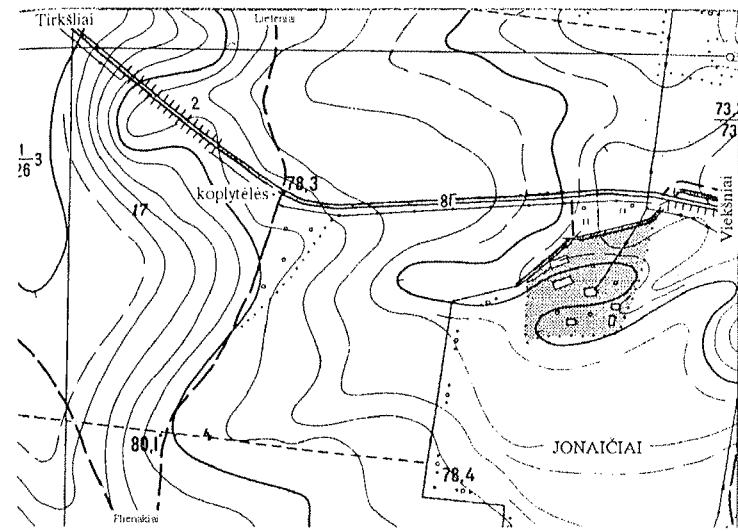 Tirkšliai
Lieteniai
2
73,
73
1
26 3
78,3
koplytėlės
17
8Г
Viekšniai
80,1
4
78,4
JONAIČIAI
Plienakiai